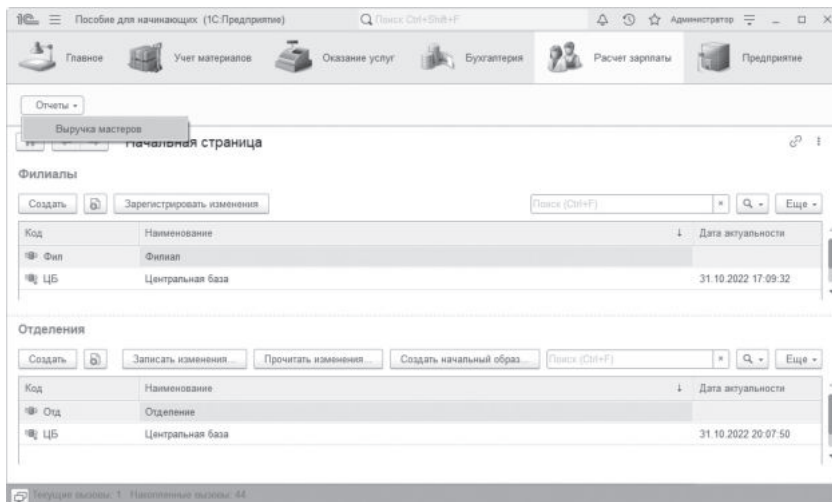 1С Пособие для начинающих (1С:Предприятие) Поиск Ctrl+Shift+F Администратор
Главное Учет материалов Оказание услуг Бухгалтерия Расчет зарплаты Предприятие
Отчеты
Выручка мастеров
Начальная страница
Филиалы
Создать Зарегистрировать изменения Поиск (Ctrl+F) × Еще
Код Наименование ↓ Дата актуальности
Фил Филиал
ЦБ Центральная база 31.10.2022 17:09:32
Отделения
Создать Записать изменения... Прочитать изменения... Создать начальный образ... Поиск (Ctrl+F) × Еще
Код Наименование ↓ Дата актуальности
Отд Отделение
ЦБ Центральная база 31.10.2022 20:07:50
Текущие вызовы: 1 Накопленные вызовы: 44